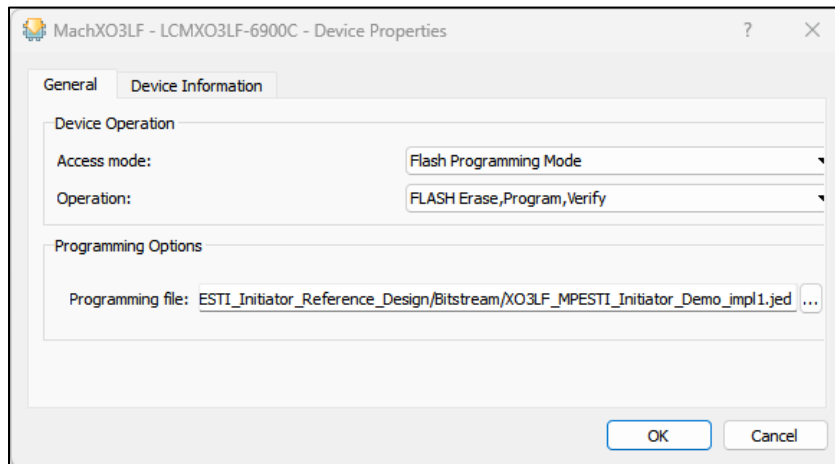 MachXO3LF - LCMXO3LF-6900C - Device Properties
General Device Information
Device Operation
Access mode: Flash Programming Mode
Operation: FLASH Erase,Program,Verify
Programming Options
Programming file: ESTI_Initiator_Reference_Design/Bitstream/XO3LF_MPESTI_Initiator_Demo_impl1.jed ...
OK Cancel